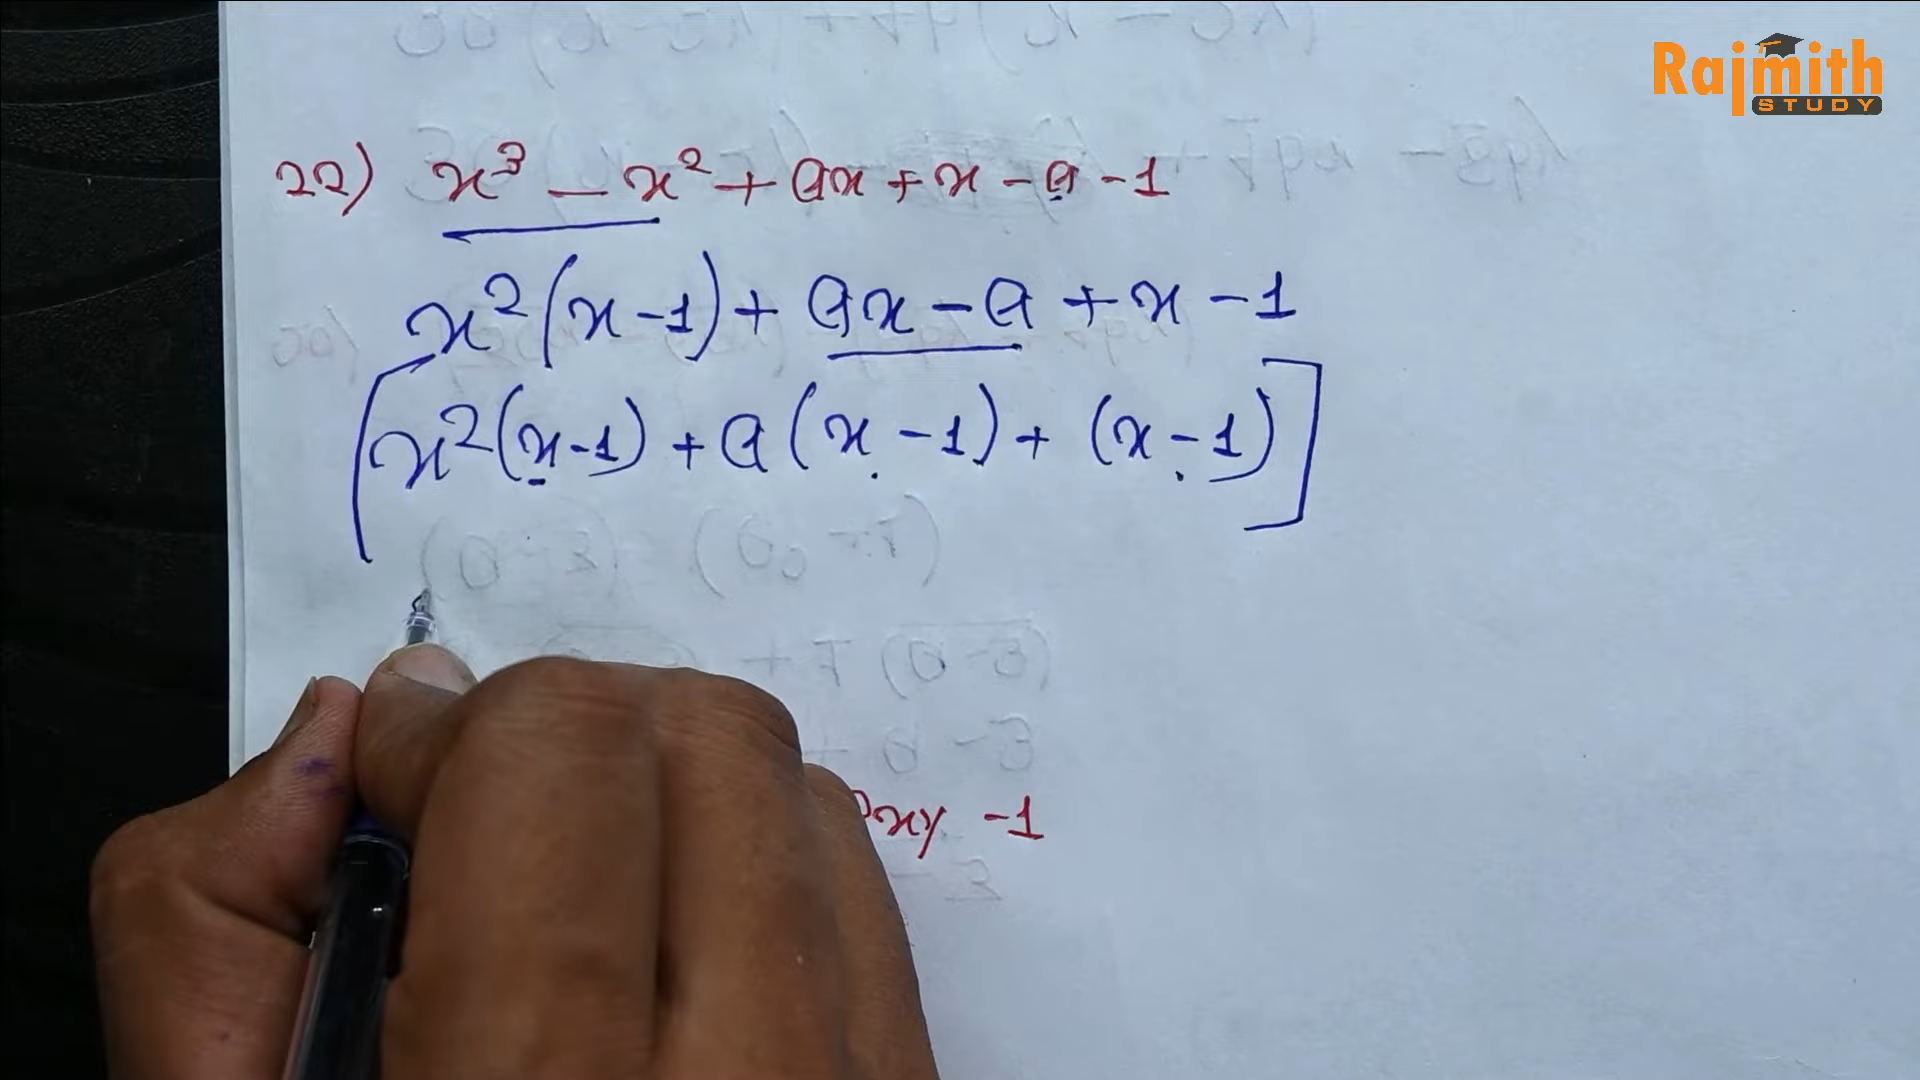 Rajmith
STUDY
22) x³ - x² + ax + x - a - 1
x²(x-1) + ax - a + x - 1
[x²(x-1) + a(x-1) + (x-1)]
xy - 1